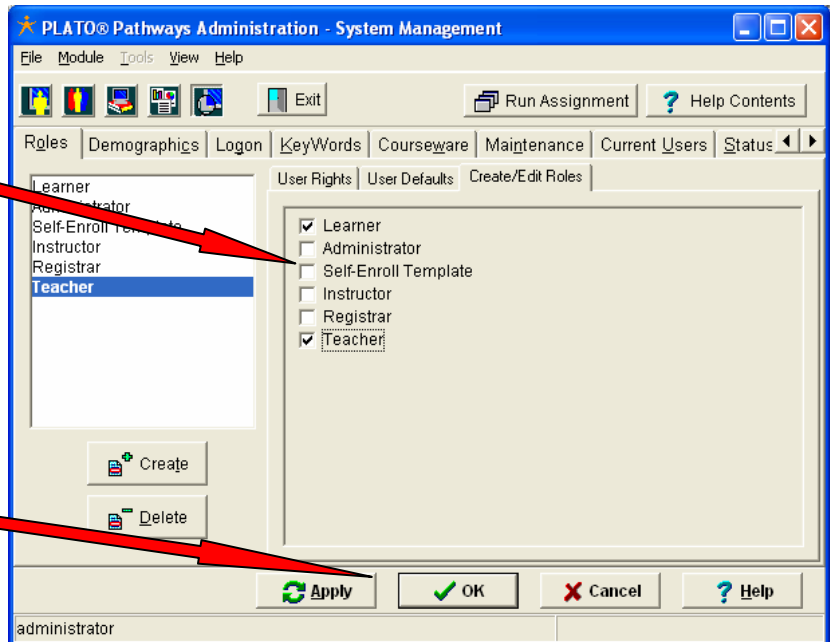 PLATO® Pathways Administration - System Management
File Module Tools View Help
Exit Run Assignment ? Help Contents
Roles Demographics Logon KeyWords Courseware Maintenance Current Users Status
User Rights User Defaults Create/Edit Roles
Learner
Administrator
Self-Enroll Template
Instructor
Registrar
Teacher
Learner
Administrator
Self-Enroll Template
Instructor
Registrar
Teacher
Create
Delete
Apply OK Cancel ? Help
administrator